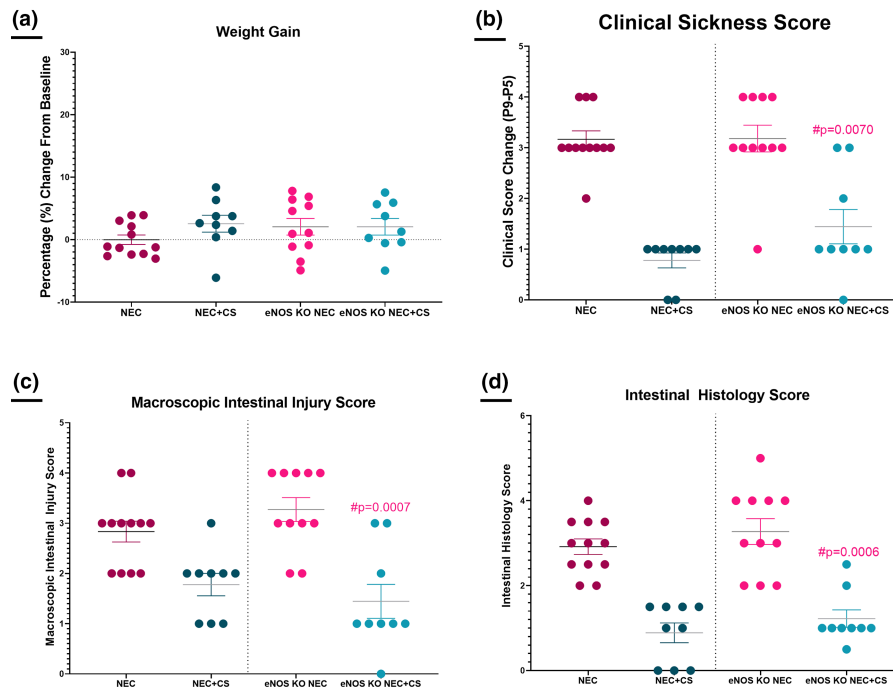 (a)
Weight Gain
Percentage (%) Change From Baseline
30
20
10
0
-10
NEC
NEC+CS
eNOS KO NEC
eNOS KO NEC+CS
(b)
Clinical Sickness Score
Clinical Score Change (P9-P5)
5
4
3
2
1
0
#p=0.0070
NEC
NEC+CS
eNOS KO NEC
eNOS KO NEC+CS
(c)
Macroscopic Intestinal Injury Score
Macroscopic Intestinal Injury Score
5
4
3
2
1
0
#p=0.0007
NEC
NEC+CS
eNOS KO NEC
eNOS KO NEC+CS
(d)
Intestinal Histology Score
Intestinal Histology Score
6
4
2
0
#p=0.0006
NEC
NEC+CS
eNOS KO NEC
eNOS KO NEC+CS